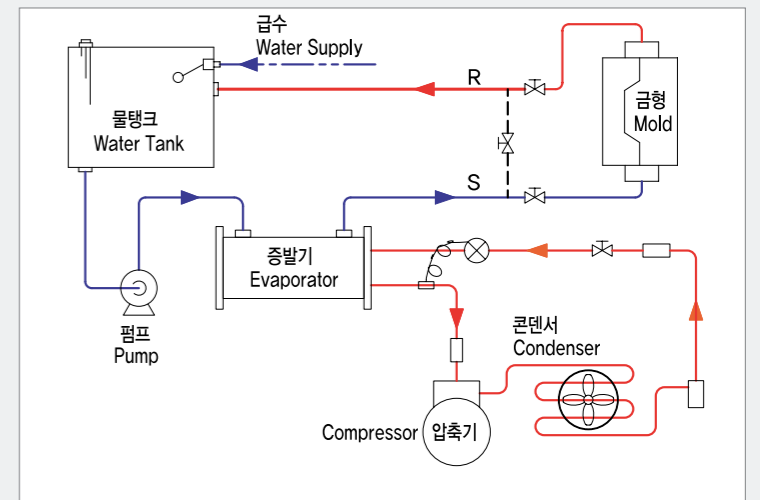 급수
Water Supply
R
물탱크
Water Tank
금형
Mold
S
증발기
Evaporator
펌프
Pump
콘덴서
Condenser
Compressor 압축기